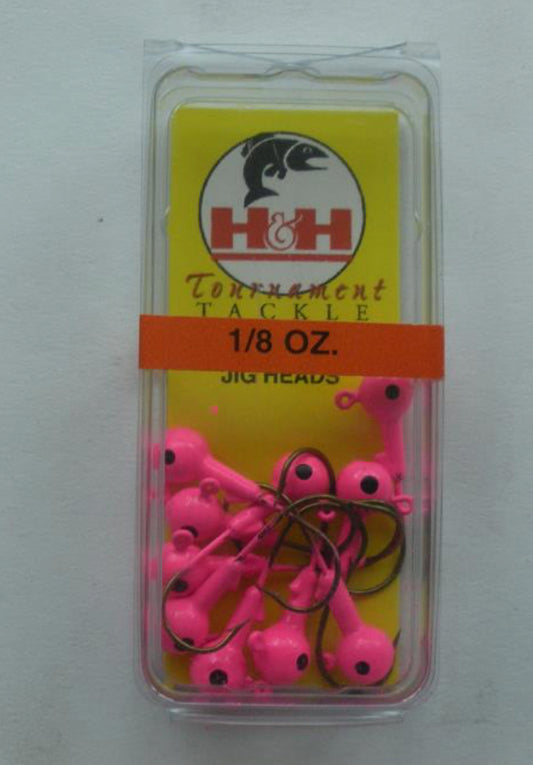 H&H
Tournament
TACKLE
1/8 OZ.
JIG HEADS